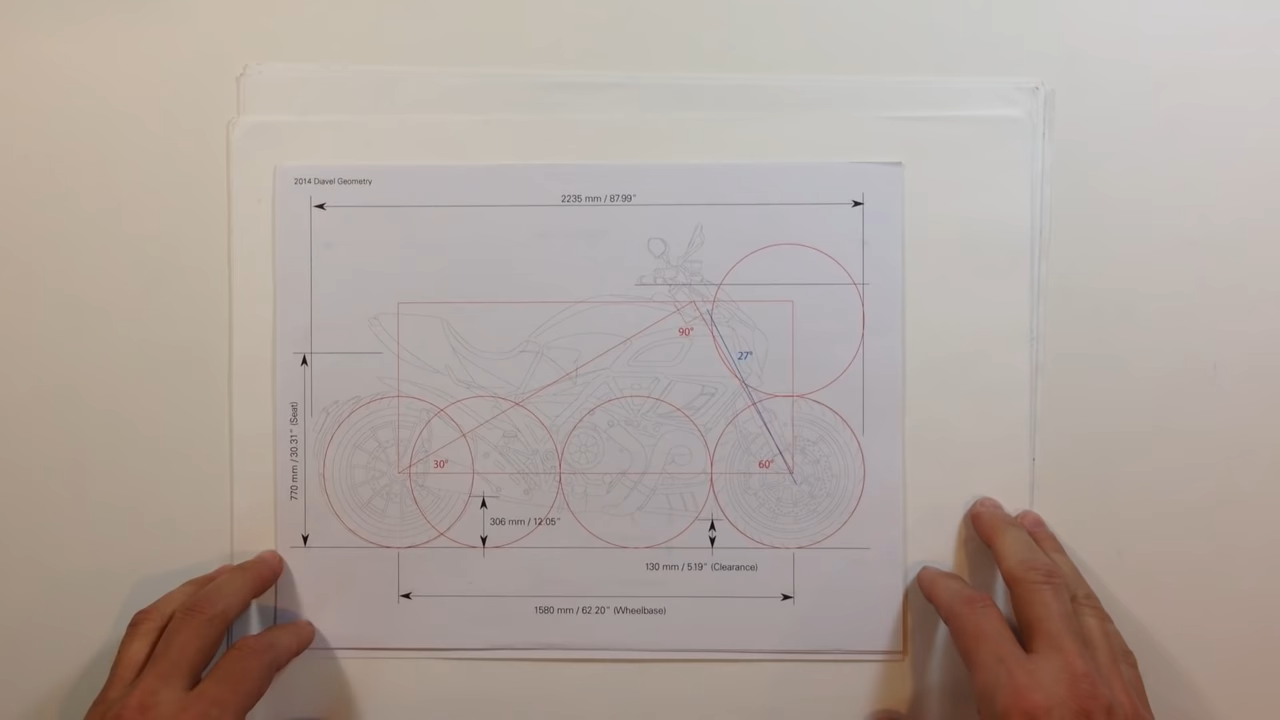 2014 Diavel Geometry
2235 mm / 87.99"
90°
27°
770 mm / 30.31" (Seat)
30°
60°
306 mm / 12.05"
130 mm / 5.19" (Clearance)
1580 mm / 62.20" (Wheelbase)